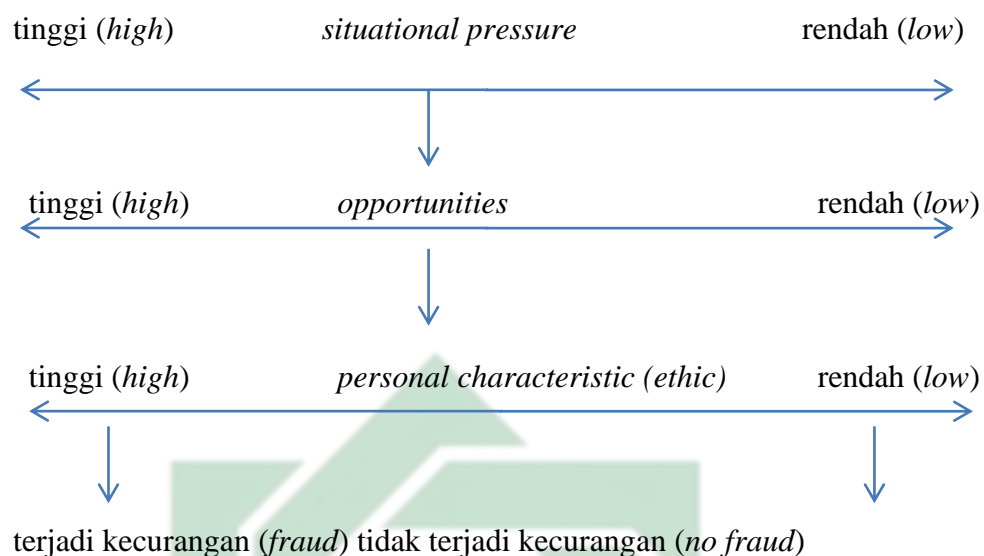 tinggi (high) situational pressure rendah (low)
tinggi (high) opportunities rendah (low)
tinggi (high) personal characteristic (ethic) rendah (low)
terjadi kecurangan (fraud) tidak terjadi kecurangan (no fraud)